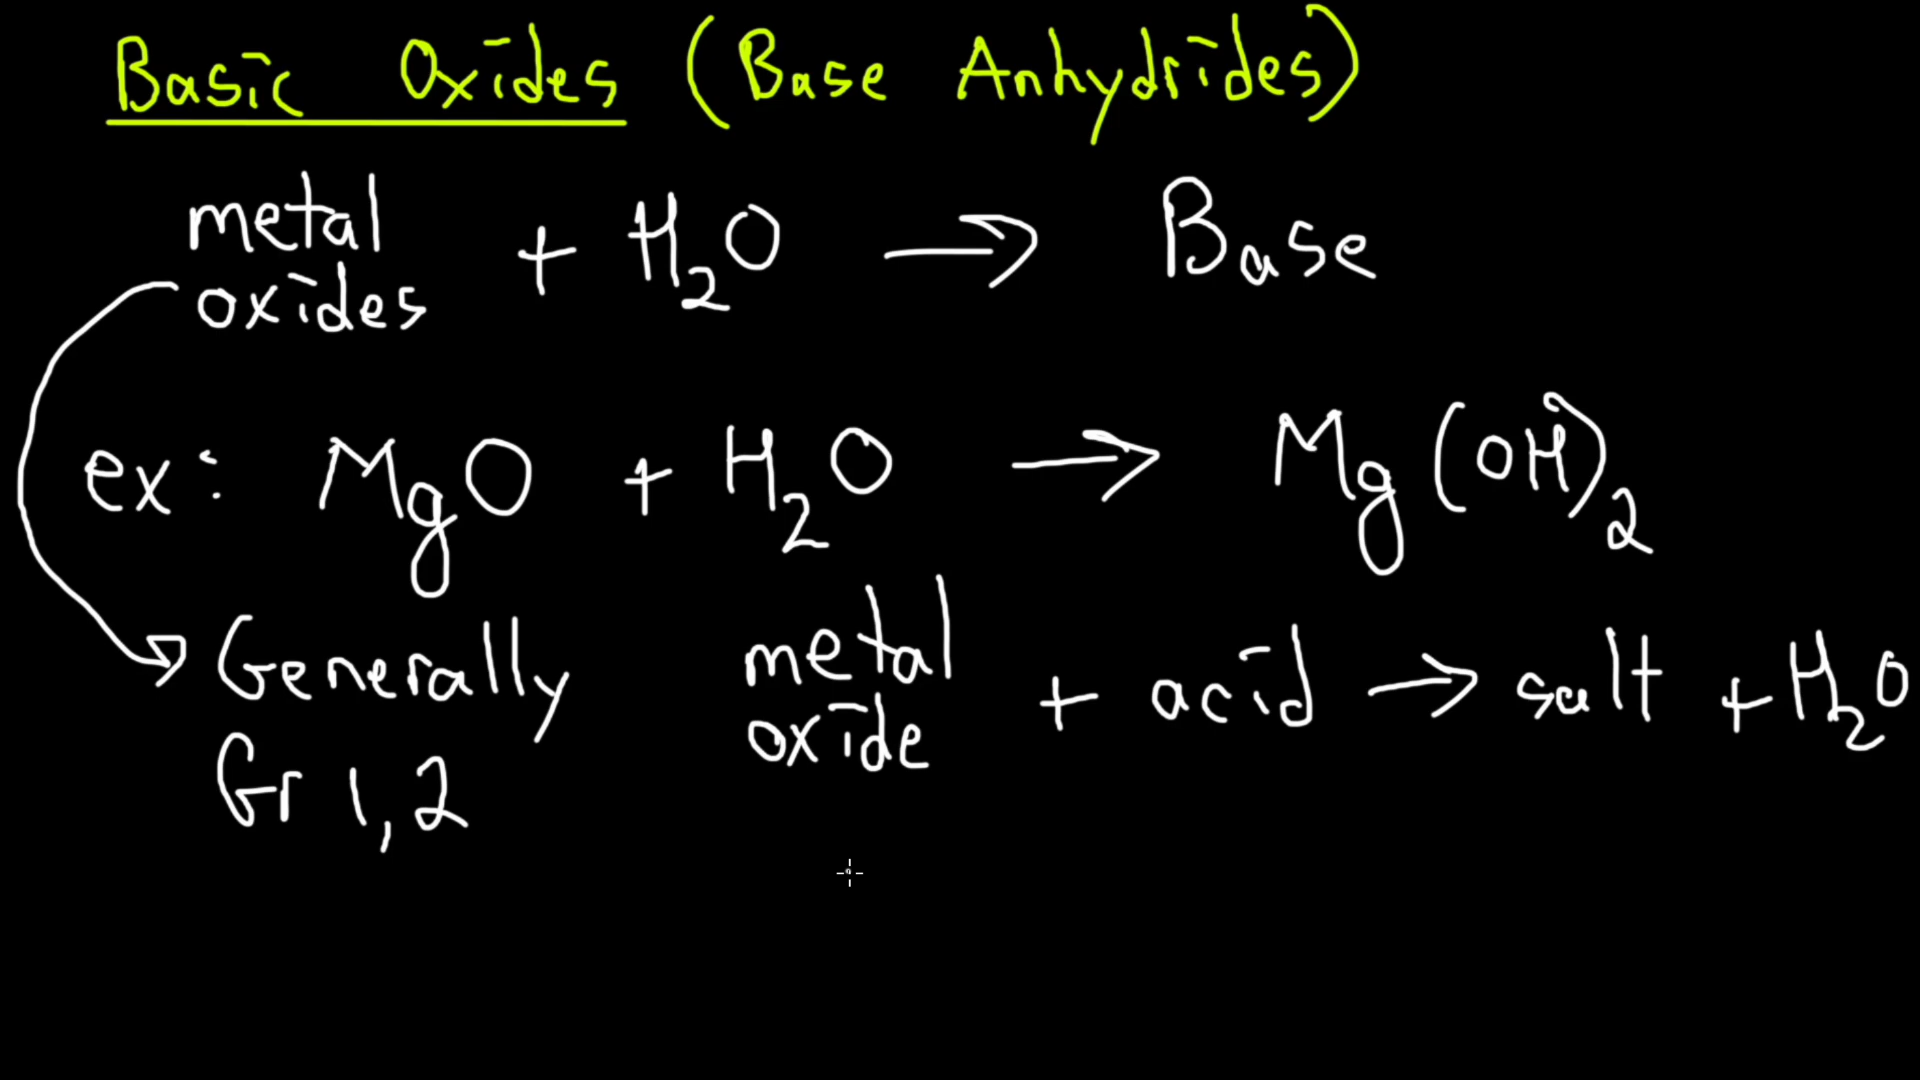 Basic Oxides (Base Anhydrides)
metal oxides + H₂O → Base
ex: MgO + H₂O → Mg(OH)₂
Generally Gr 1,2
metal oxide + acid → salt + H₂O